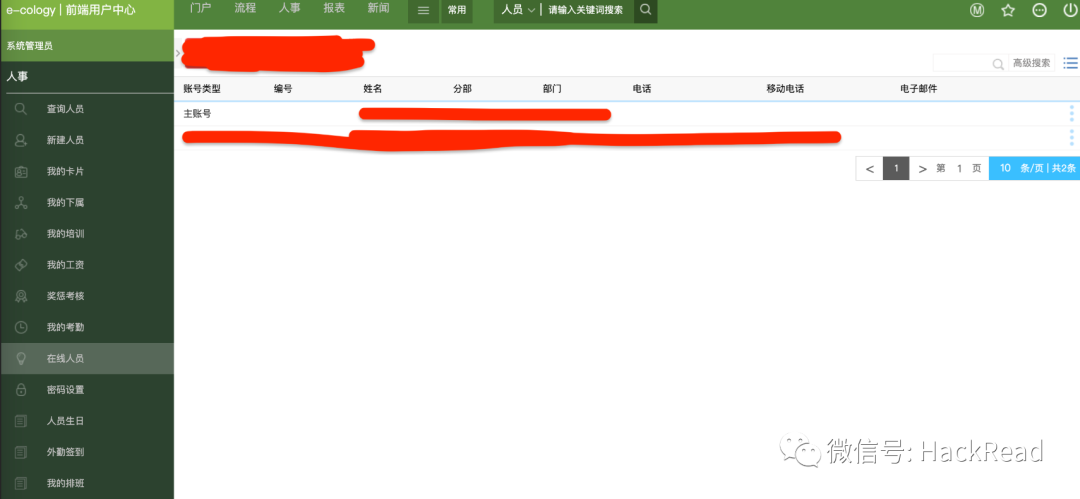 e-cology | 前端用户中心
门户 流程 人事 报表 新闻 常用 人员 | 请输入关键词搜索
系统管理员
高级搜索
人事
账号类型 编号 姓名 分部 部门 电话 移动电话 电子邮件
查询人员
主账号
新建人员
< 1 > 第 1 页 10 条/页 | 共2条
我的卡片
我的下属
我的培训
我的工资
奖惩考核
我的考勤
在线人员
密码设置
人员生日
外勤签到
我的排班
微信号: HackRead